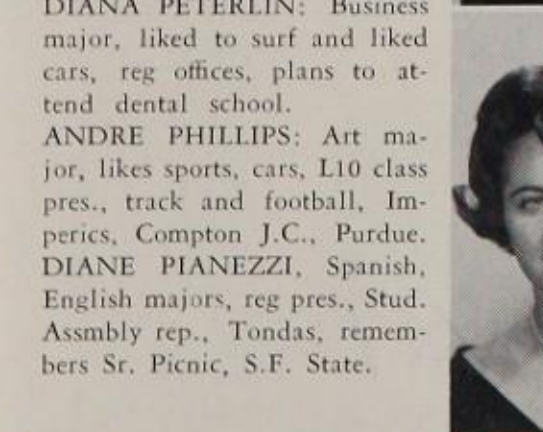 DIANA PETERLIN: Business
major, liked to surf and liked
cars, reg offices, plans to at-
tend dental school.
ANDRE PHILLIPS: Art ma-
jor, likes sports, cars, L10 class
pres., track and football, Im-
perics, Compton J.C., Purdue.
DIANE PIANEZZI, Spanish,
English majors, reg pres., Stud.
Assmbly rep., Tondas, remem-
bers Sr. Picnic, S.F. State.